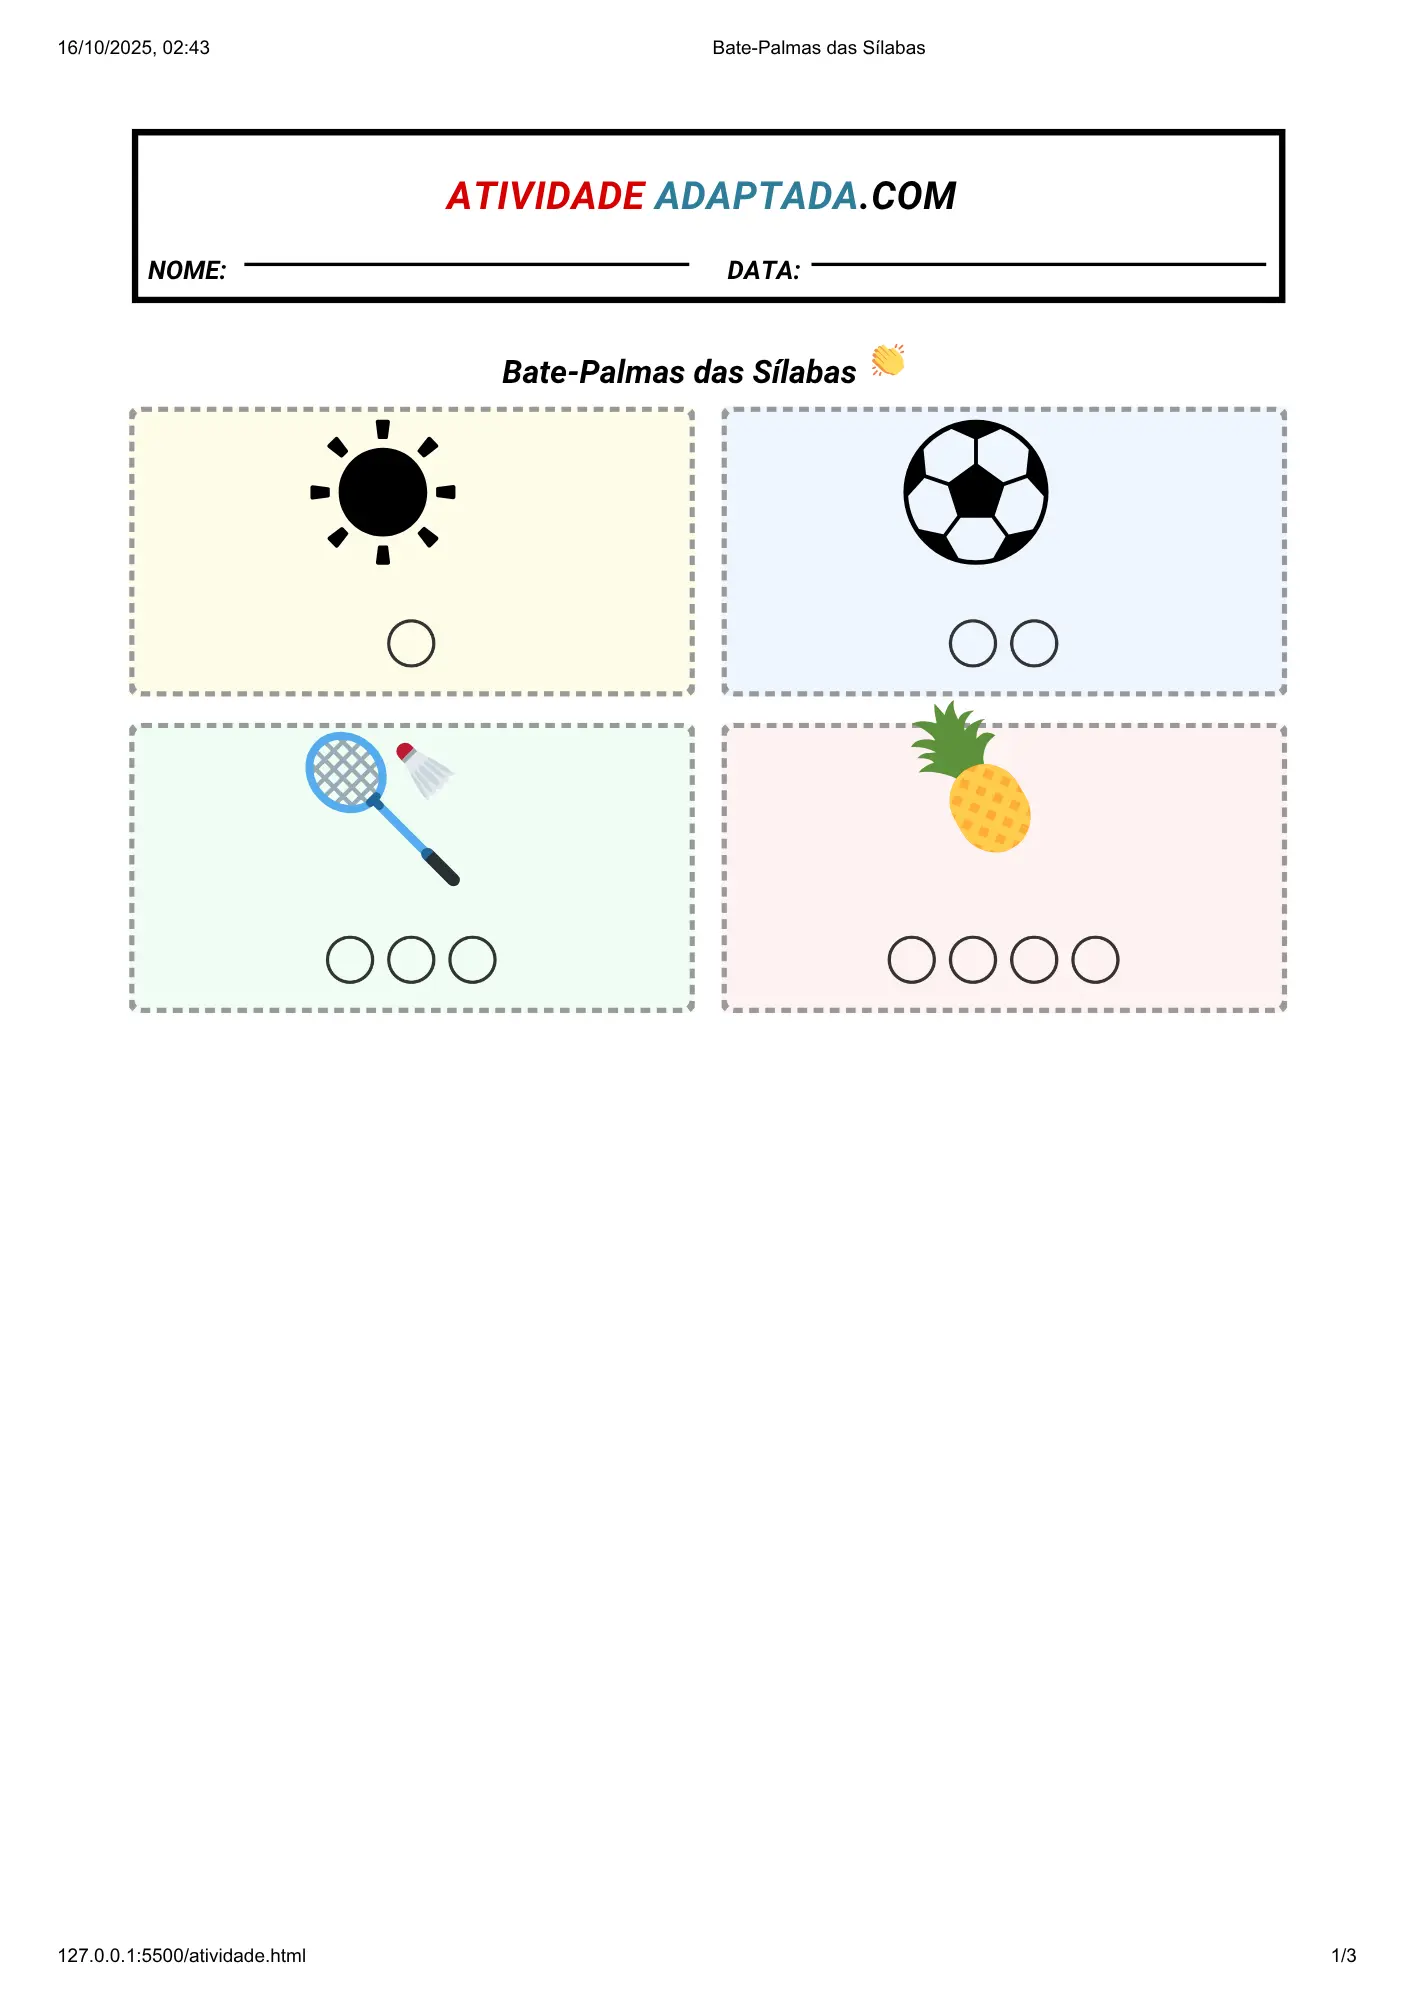 16/10/2025, 02:43 Bate-Palmas das Sílabas
ATIVIDADE ADAPTADA.COM
NOME: DATA:
Bate-Palmas das Sílabas
127.0.0.1:5500/atividade.html 1/3